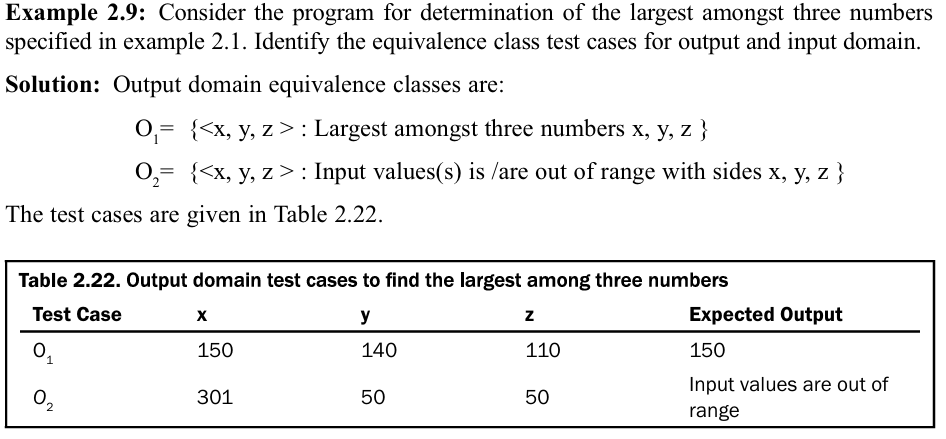 Example 2.9: Consider the program for determination of the largest amongst three numbers
specified in example 2.1. Identify the equivalence class test cases for output and input domain.
Solution: Output domain equivalence classes are:
O₁= {<x, y, z > : Largest amongst three numbers x, y, z }
O₂= {<x, y, z > : Input values(s) is /are out of range with sides x, y, z }
The test cases are given in Table 2.22.
Table 2.22. Output domain test cases to find the largest among three numbers
Test Case x y z Expected Output
O₁ 150 140 110 150
O₂ 301 50 50 Input values are out of
range